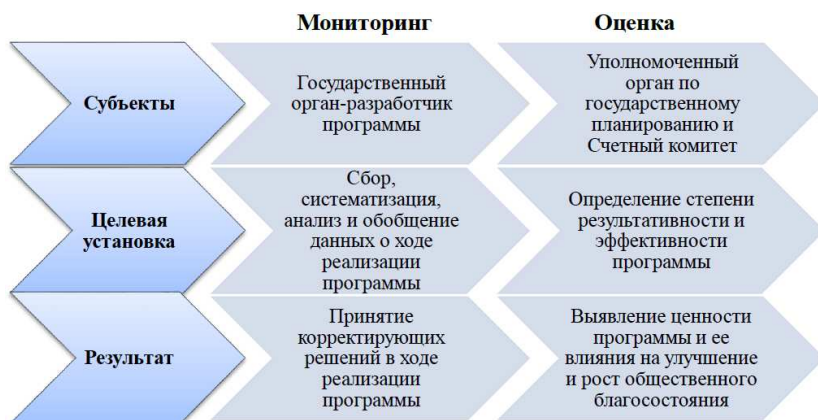 Мониторинг
Оценка
Субъекты
Государственный
орган-разработчик
программы
Уполномоченный
орган по
государственному
планированию и
Счетный комитет
Целевая
установка
Сбор,
систематизация,
анализ и обобщение
данных о ходе
реализации
программы
Определение степени
результативности и
эффективности
программы
Результат
Принятие
корректирующих
решений в ходе
реализации
программы
Выявление ценности
программы и ее
влияния на улучшение
и рост общественного
благосостояния